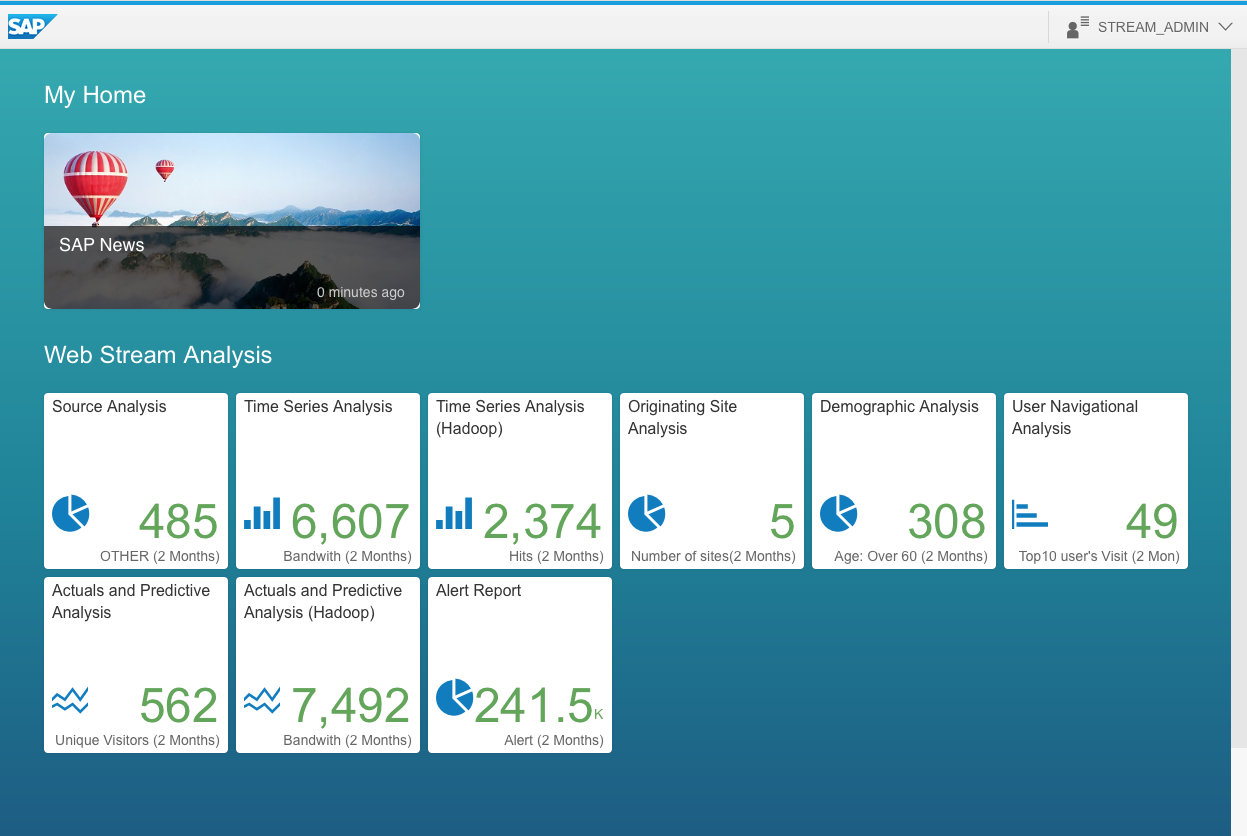 SAP
STREAM_ADMIN
My Home
SAP News
0 minutes ago
Web Stream Analysis
Source Analysis
485
OTHER (2 Months)
Time Series Analysis
6,607
Bandwith (2 Months)
Time Series Analysis
(Hadoop)
2,374
Hits (2 Months)
Originating Site
Analysis
5
Number of sites(2 Months)
Demographic Analysis
308
Age: Over 60 (2 Months)
User Navigational
Analysis
49
Top10 user's Visit (2 Mon)
Actuals and Predictive
Analysis
562
Unique Visitors (2 Months)
Actuals and Predictive
Analysis (Hadoop)
7,492
Bandwith (2 Months)
Alert Report
241.5K
Alert (2 Months)